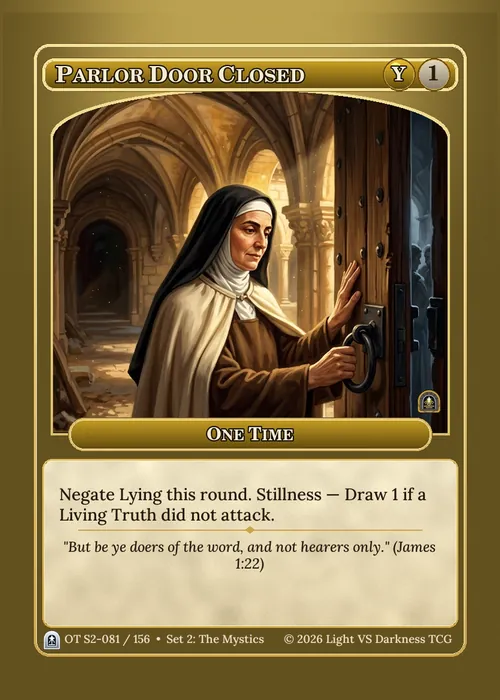 PARLOR DOOR CLOSED Y 1
ONE TIME
Negate Lying this round. Stillness — Draw 1 if a
Living Truth did not attack.
"But be ye doers of the word, and not hearers only." (James
1:22)
OT S2-081 / 156 • Set 2: The Mystics © 2026 Light VS Darkness TCG